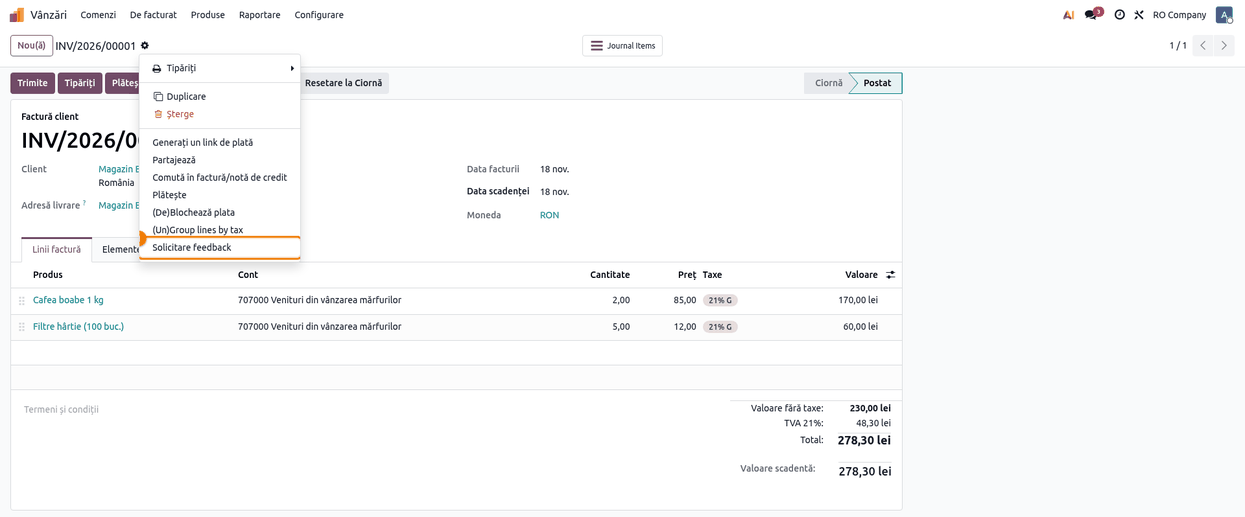 Vânzări Comenzi De facturat Produse Raportare Configurare AI 3 RO Company A
Nou(ă) INV/2026/00001 Journal Items 1 / 1
Trimite Tipăriți Plăteș Resetare la Ciornă Ciornă Postat
Tipăriți
Duplicare
Șterge
Generați un link de plată
Partajează
Comută în factură/notă de credit
Plătește
(De)Blochează plata
(Un)Group lines by tax
Solicitare feedback
Factură client
INV/2026/0
Client Magazin B
România
Adresă livrare ? Magazin B
Data facturii 18 nov.
Data scadenței 18 nov.
Moneda RON
Linii factură Elemente
Produs Cont Cantitate Preț Taxe Valoare
Cafea boabe 1 kg 707000 Venituri din vânzarea mărfurilor 2,00 85,00 21% G 170,00 lei
Filtre hârtie (100 buc.) 707000 Venituri din vânzarea mărfurilor 5,00 12,00 21% G 60,00 lei
Termeni și condiții
Valoare fără taxe: 230,00 lei
TVA 21%: 48,30 lei
Total: 278,30 lei
Valoare scadentă: 278,30 lei